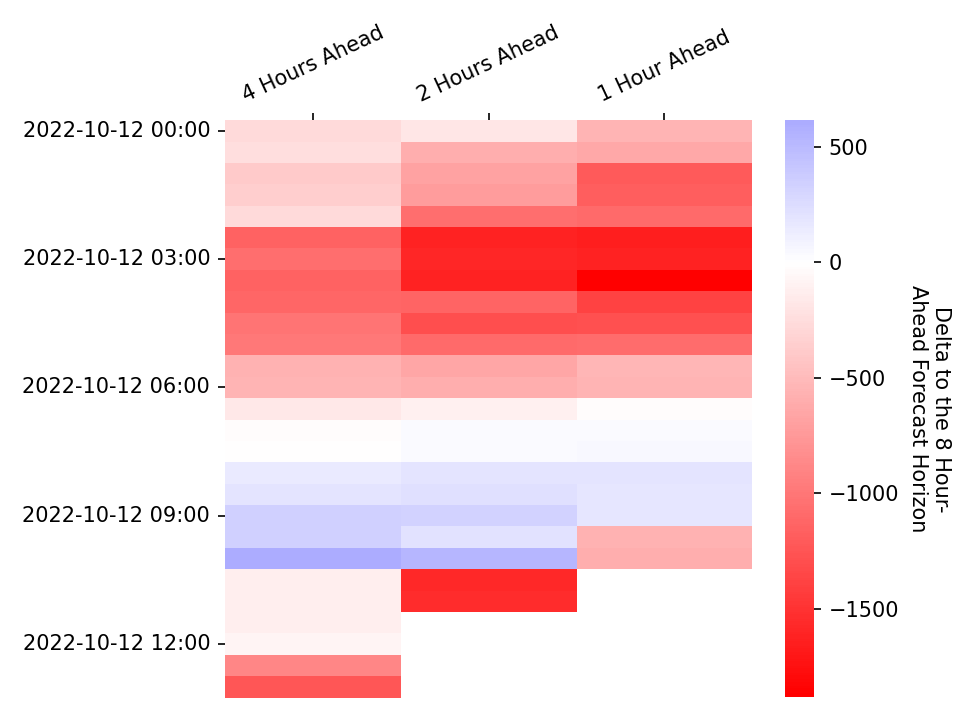 4 Hours Ahead
2 Hours Ahead
1 Hour Ahead
2022-10-12 00:00
2022-10-12 03:00
2022-10-12 06:00
2022-10-12 09:00
2022-10-12 12:00
500
0
−500
−1000
−1500
Delta to the 8 Hour-
Ahead Forecast Horizon